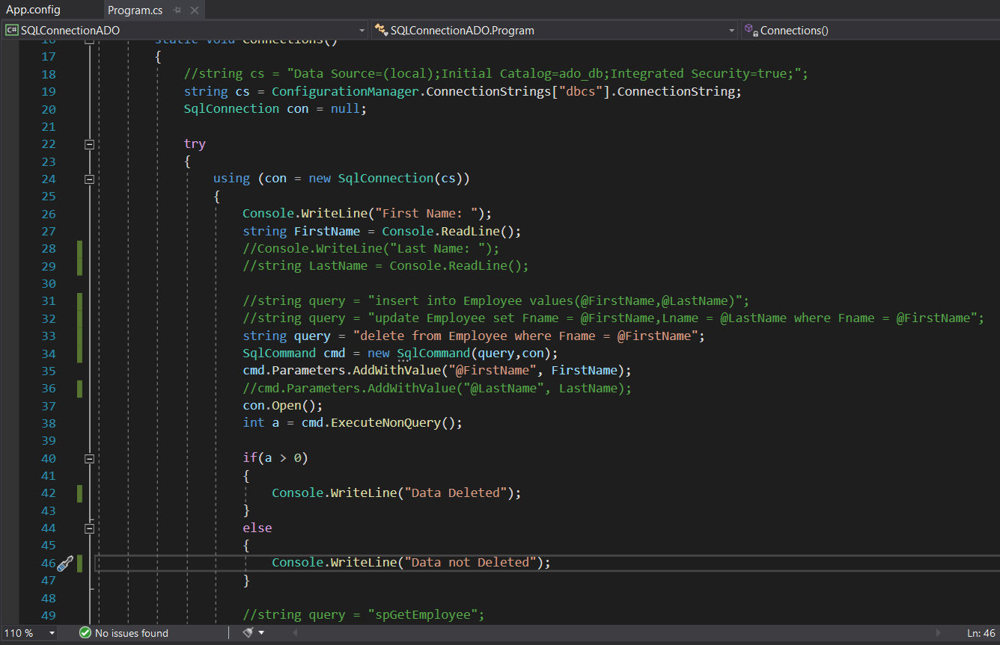 App.config Program.cs
C# SQLConnectionADO SQLConnectionADO.Program Connections()
16 static void Connections()
17 {
18 //string cs = "Data Source=(local);Initial Catalog=ado_db;Integrated Security=true;";
19 string cs = ConfigurationManager.ConnectionStrings["dbcs"].ConnectionString;
20 SqlConnection con = null;
21
22 try
23 {
24 using (con = new SqlConnection(cs))
25 {
26 Console.WriteLine("First Name: ");
27 string FirstName = Console.ReadLine();
28 //Console.WriteLine("Last Name: ");
29 //string LastName = Console.ReadLine();
30
31 //string query = "insert into Employee values(@FirstName,@LastName)";
32 //string query = "update Employee set Fname = @FirstName,Lname = @LastName where Fname = @FirstName";
33 string query = "delete from Employee where Fname = @FirstName";
34 SqlCommand cmd = new SqlCommand(query,con);
35 cmd.Parameters.AddWithValue("@FirstName", FirstName);
36 //cmd.Parameters.AddWithValue("@LastName", LastName);
37 con.Open();
38 int a = cmd.ExecuteNonQuery();
39
40 if(a > 0)
41 {
42 Console.WriteLine("Data Deleted");
43 }
44 else
45 {
46 Console.WriteLine("Data not Deleted");
47 }
48
49 //string query = "spGetEmployee";
110 % No issues found Ln: 46